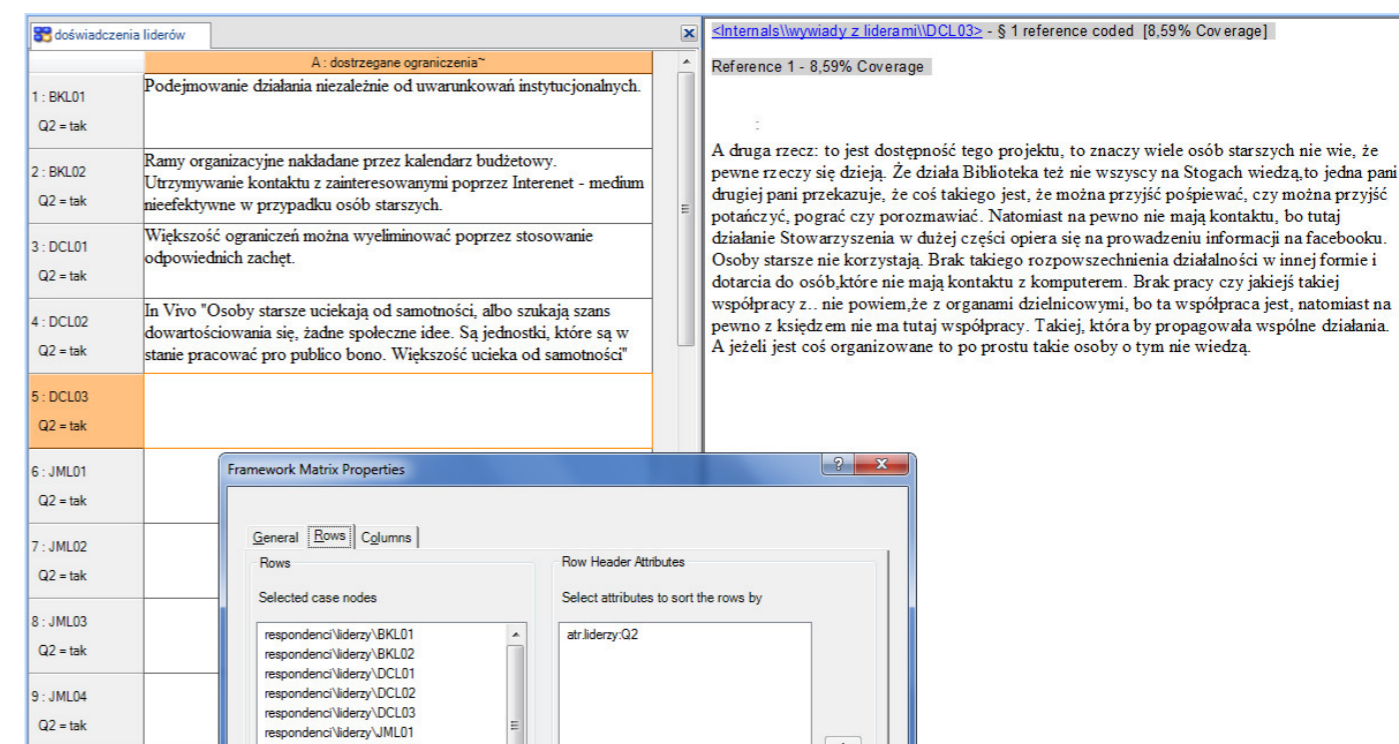 doświadczenia liderów
A : dostrzegane ograniczenia~
1 : BKL01
Q2 = tak
Podejmowanie działania niezależnie od uwarunkowań instytucjonalnych.
2 : BKL02
Q2 = tak
Ramy organizacyjne nakładane przez kalendarz budżetowy.
Utrzymywanie kontaktu z zainteresowanymi poprzez Interenet - medium
nieefektywne w przypadku osób starszych.
3 : DCL01
Q2 = tak
Większość ograniczeń można wyeliminować poprzez stosowanie
odpowiednich zachęt.
4 : DCL02
Q2 = tak
In Vivo "Osoby starsze uciekają od samotności, albo szukają szans
dowartościowania się, żadne społeczne idee. Są jednostki, które są w
stanie pracować pro publico bono. Większość ucieka od samotności"
5 : DCL03
Q2 = tak
6 : JML01
Q2 = tak
7 : JML02
Q2 = tak
8 : JML03
Q2 = tak
9 : JML04
Q2 = tak
<Internals\\wywiady z liderami\\DCL03> - § 1 reference coded [8,59% Coverage]
Reference 1 - 8,59% Coverage
:
A druga rzecz: to jest dostępność tego projektu, to znaczy wiele osób starszych nie wie, że
pewne rzeczy się dzieją. Że działa Biblioteka też nie wszyscy na Stogach wiedzą,to jedna pani
drugiej pani przekazuje, że coś takiego jest, że można przyjść pośpiewać, czy można przyjść
potańczyć, pograć czy porozmawiać. Natomiast na pewno nie mają kontaktu, bo tutaj
działanie Stowarzyszenia w dużej części opiera się na prowadzeniu informacji na facebooku.
Osoby starsze nie korzystają. Brak takiego rozpowszechnienia działalności w innej formie i
dotarcia do osób,które nie mają kontaktu z komputerem. Brak pracy czy jakiejś takiej
współpracy z.. nie powiem,że z organami dzielnicowymi, bo ta współpraca jest, natomiast na
pewno z księdzem nie ma tutaj współpracy. Takiej, która by propagowała wspólne działania.
A jeżeli jest coś organizowane to po prostu takie osoby o tym nie wiedzą.
Framework Matrix Properties
General Rows Columns
Rows
Selected case nodes
respondenci\liderzy\BKL01
respondenci\liderzy\BKL02
respondenci\liderzy\DCL01
respondenci\liderzy\DCL02
respondenci\liderzy\DCL03
respondenci\liderzy\JML01
Row Header Attributes
Select attributes to sort the rows by
atr.liderzy:Q2